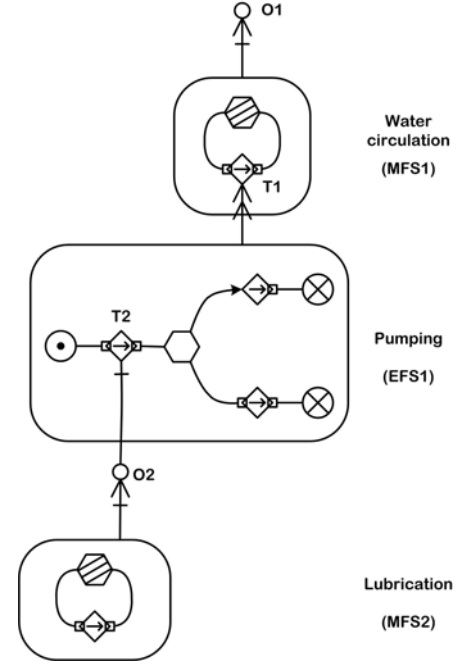 O1
Water
circulation
(MFS1)
T1
T2
Pumping
(EFS1)
O2
Lubrication
(MFS2)